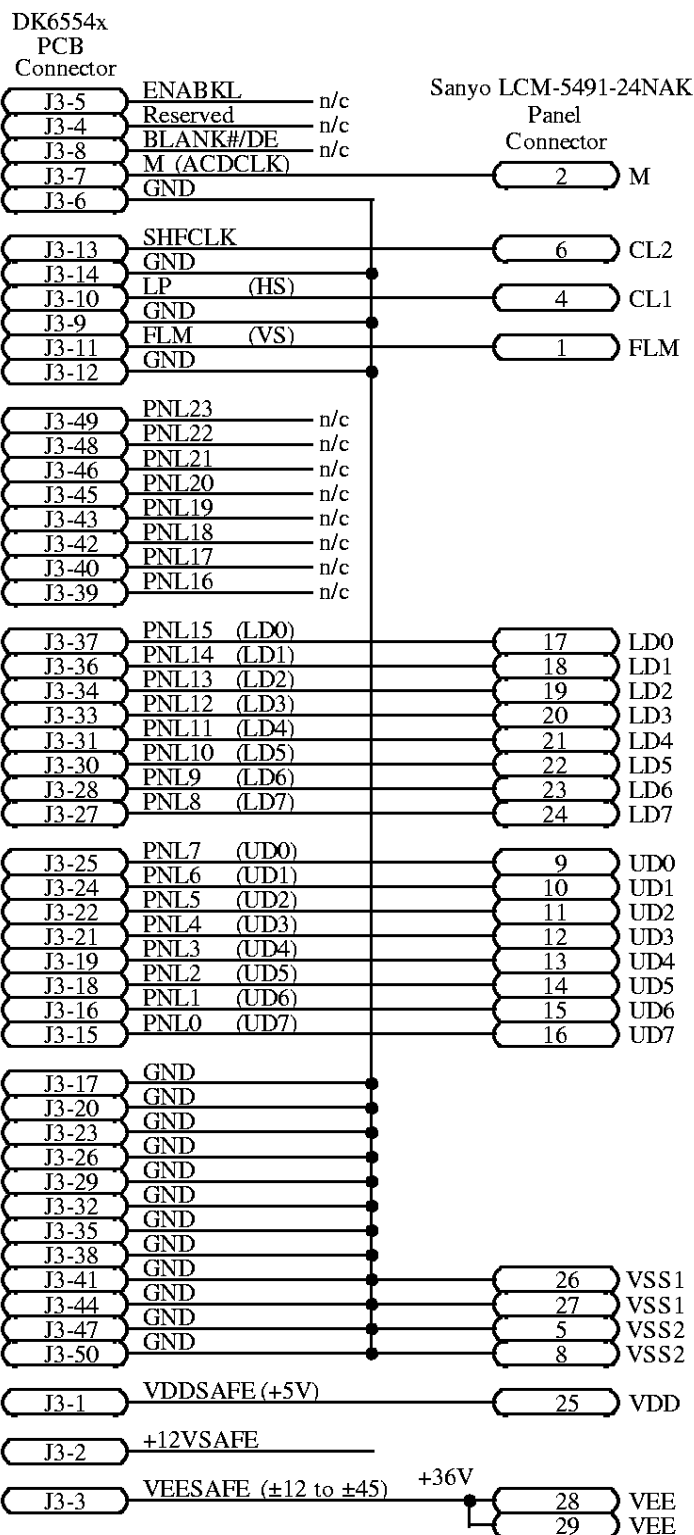 DK6554x
PCB
Connector
Sanyo LCM-5491-24NAK
Panel
Connector
J3-5 ENABKL n/c
J3-4 Reserved n/c
J3-8 BLANK#/DE n/c
J3-7 M (ACDCLK) 2 M
J3-6 GND
J3-13 SHFCLK 6 CL2
J3-14 GND
J3-10 LP (HS) 4 CL1
J3-9 GND
J3-11 FLM (VS) 1 FLM
J3-12 GND
J3-49 PNL23 n/c
J3-48 PNL22 n/c
J3-46 PNL21 n/c
J3-45 PNL20 n/c
J3-43 PNL19 n/c
J3-42 PNL18 n/c
J3-40 PNL17 n/c
J3-39 PNL16 n/c
J3-37 PNL15 (LD0) 17 LD0
J3-36 PNL14 (LD1) 18 LD1
J3-34 PNL13 (LD2) 19 LD2
J3-33 PNL12 (LD3) 20 LD3
J3-31 PNL11 (LD4) 21 LD4
J3-30 PNL10 (LD5) 22 LD5
J3-28 PNL9 (LD6) 23 LD6
J3-27 PNL8 (LD7) 24 LD7
J3-25 PNL7 (UD0) 9 UD0
J3-24 PNL6 (UD1) 10 UD1
J3-22 PNL5 (UD2) 11 UD2
J3-21 PNL4 (UD3) 12 UD3
J3-19 PNL3 (UD4) 13 UD4
J3-18 PNL2 (UD5) 14 UD5
J3-16 PNL1 (UD6) 15 UD6
J3-15 PNL0 (UD7) 16 UD7
J3-17 GND
J3-20 GND
J3-23 GND
J3-26 GND
J3-29 GND
J3-32 GND
J3-35 GND
J3-38 GND
J3-41 GND 26 VSS1
J3-44 GND 27 VSS1
J3-47 GND 5 VSS2
J3-50 GND 8 VSS2
J3-1 VDDSAFE (+5V) 25 VDD
J3-2 +12VSAFE
J3-3 VEESAFE (±12 to ±45) +36V 28 VEE
29 VEE